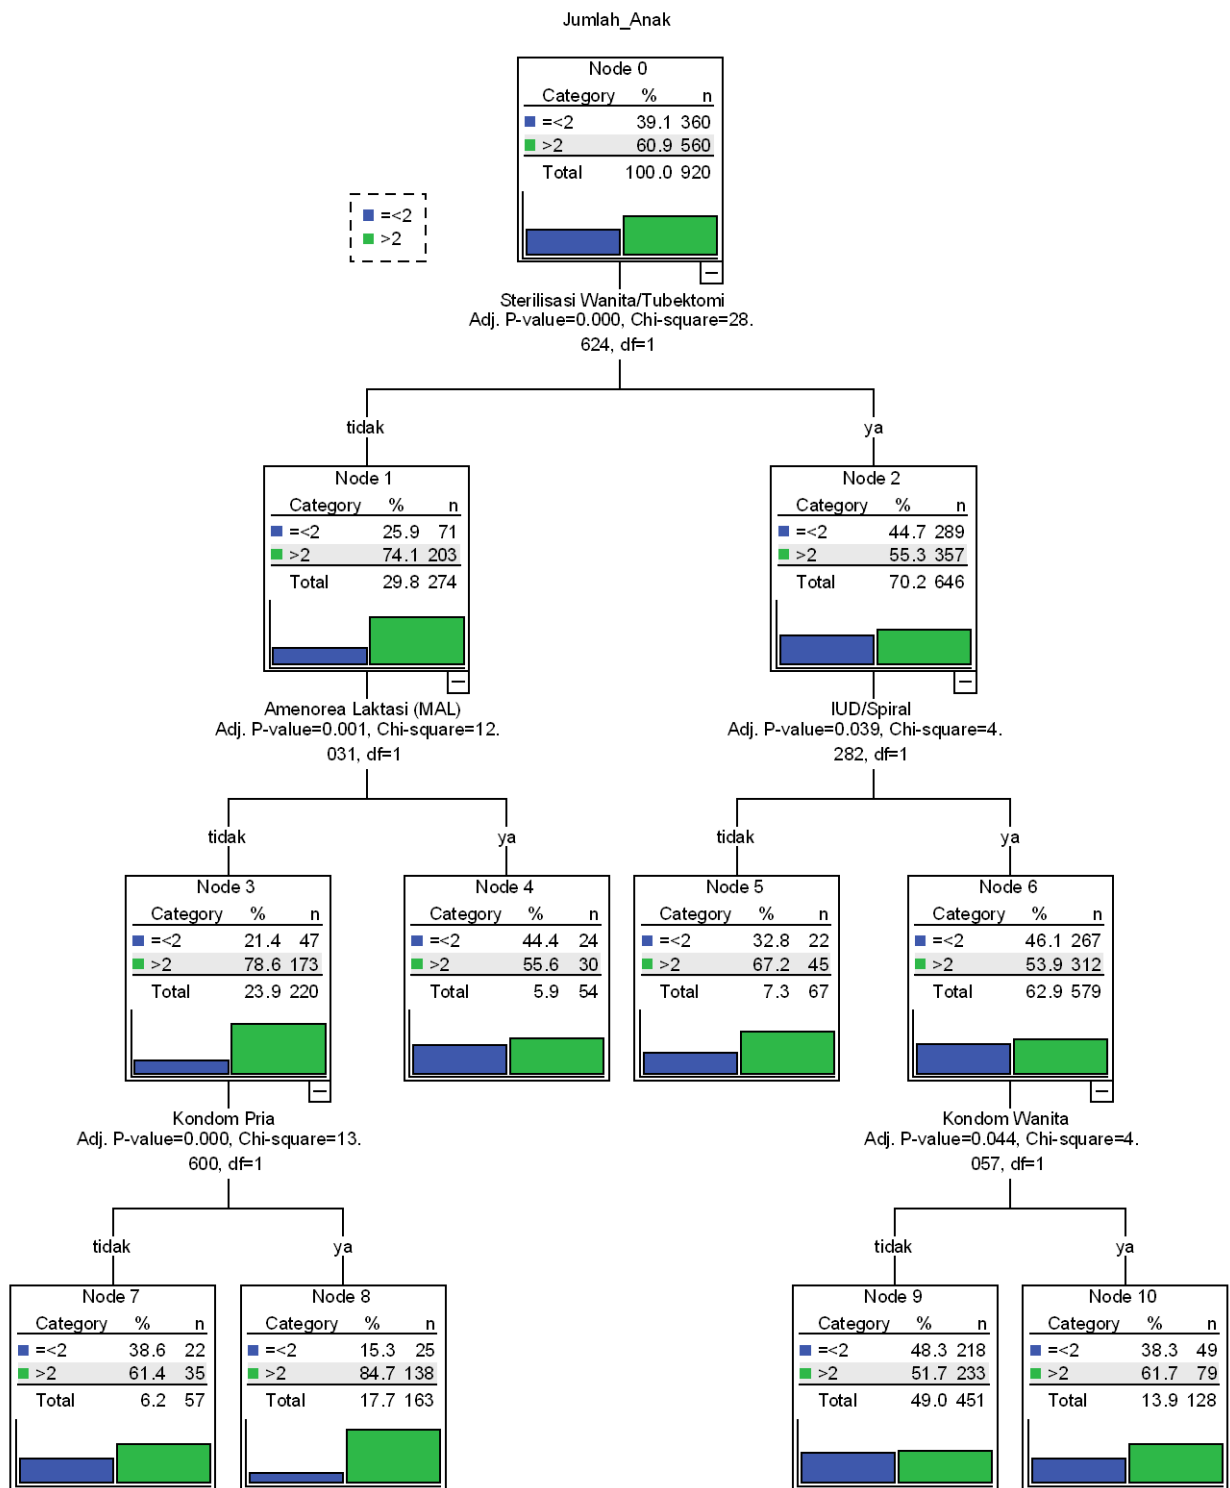 Jumlah_Anak
Node 0
Category % n
=<2 39.1 360
>2 60.9 560
Total 100.0 920
=<2
>2
Sterilisasi Wanita/Tubektomi
Adj. P-value=0.000, Chi-square=28.
624, df=1
tidak
ya
Node 1
Category % n
=<2 25.9 71
>2 74.1 203
Total 29.8 274
Node 2
Category % n
=<2 44.7 289
>2 55.3 357
Total 70.2 646
Amenorea Laktasi (MAL)
Adj. P-value=0.001, Chi-square=12.
031, df=1
IUD/Spiral
Adj. P-value=0.039, Chi-square=4.
282, df=1
tidak
ya
tidak
ya
Node 3
Category % n
=<2 21.4 47
>2 78.6 173
Total 23.9 220
Node 4
Category % n
=<2 44.4 24
>2 55.6 30
Total 5.9 54
Node 5
Category % n
=<2 32.8 22
>2 67.2 45
Total 7.3 67
Node 6
Category % n
=<2 46.1 267
>2 53.9 312
Total 62.9 579
Kondom Pria
Adj. P-value=0.000, Chi-square=13.
600, df=1
Kondom Wanita
Adj. P-value=0.044, Chi-square=4.
057, df=1
tidak
ya
tidak
ya
Node 7
Category % n
=<2 38.6 22
>2 61.4 35
Total 6.2 57
Node 8
Category % n
=<2 15.3 25
>2 84.7 138
Total 17.7 163
Node 9
Category % n
=<2 48.3 218
>2 51.7 233
Total 49.0 451
Node 10
Category % n
=<2 38.3 49
>2 61.7 79
Total 13.9 128